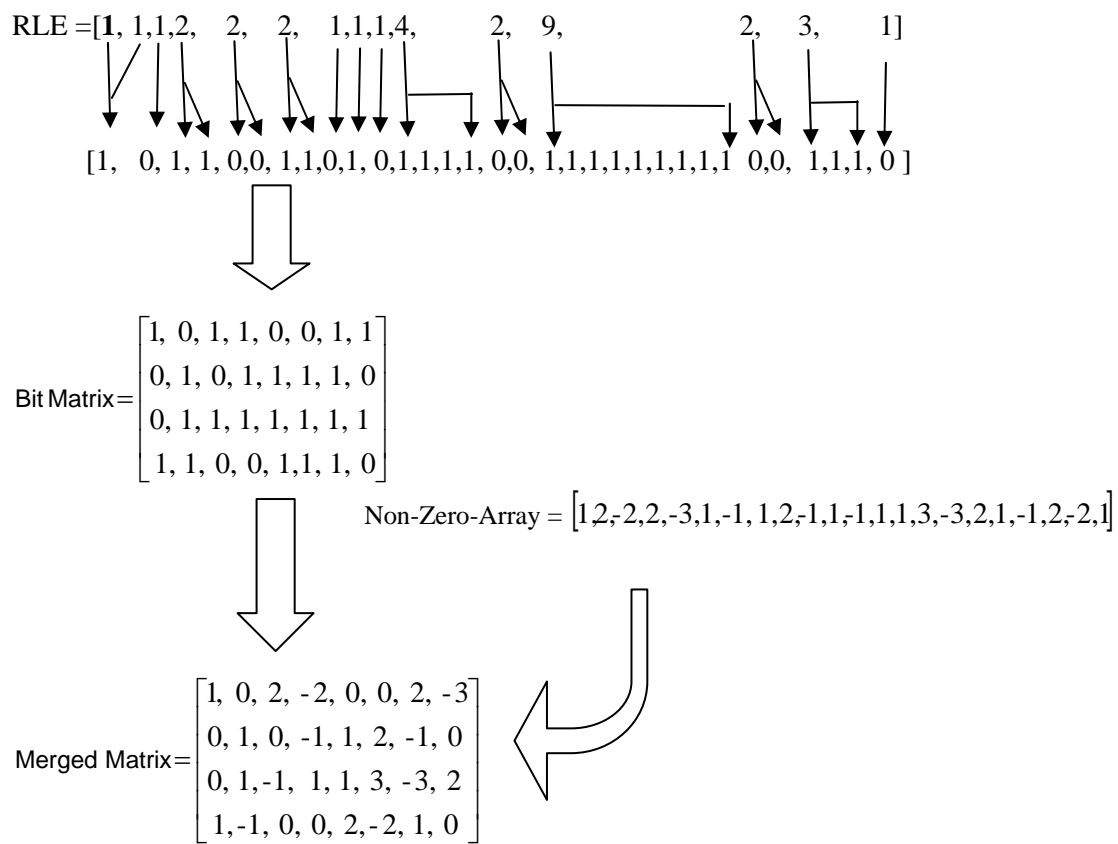 RLE =[1, 1,1,2, 2, 2, 1,1,1,4, 2, 9, 2, 3, 1]
[1, 0, 1, 1, 0,0, 1,1,0,1, 0,1,1,1,1, 0,0, 1,1,1,1,1,1,1,1,1 0,0, 1,1,1, 0 ]
1, 0, 1, 1, 0, 0, 1, 1
0, 1, 0, 1, 1, 1, 1, 0
Bit Matrix=
0, 1, 1, 1, 1, 1, 1, 1
1, 1, 0, 0, 1,1, 1, 0
Non-Zero-Array = [1,2,-2,2,-3,1,-1, 1,2,-1,1,-1,1,1,3,-3,2,1,-1,2,-2,1]
1, 0, 2, -2, 0, 0, 2, -3
0, 1, 0, -1, 1, 2, -1, 0
Merged Matrix=
0, 1,-1, 1, 1, 3, -3, 2
1,-1, 0, 0, 2,-2, 1, 0